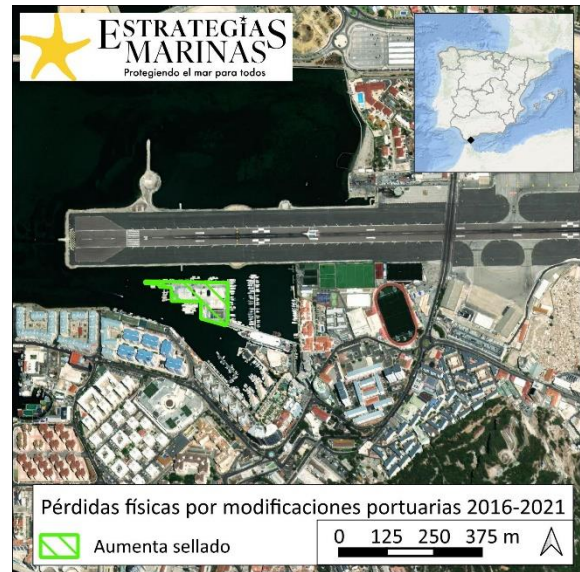 ESTRATEGIAS
MARINAS
Protegiendo el mar para todos
Pérdidas físicas por modificaciones portuarias 2016-2021
Aumenta sellado
0 125 250 375 m